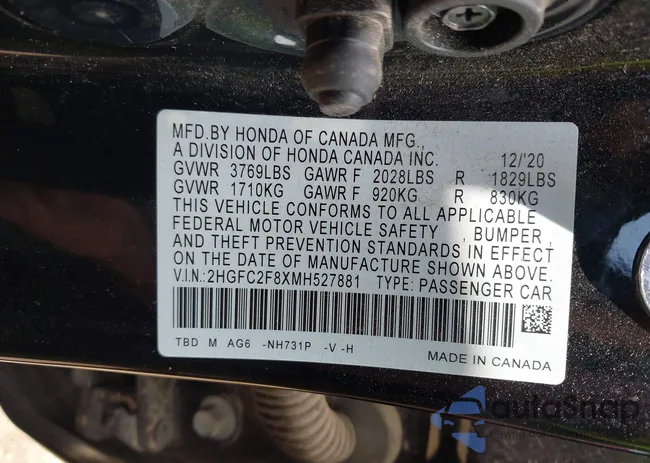 MFD.BY HONDA OF CANADA MFG.,
A DIVISION OF HONDA CANADA INC. 12/'20
GVWR 3769LBS GAWR F 2028LBS R 1829LBS
GVWR 1710KG GAWR F 920KG R 830KG
THIS VEHICLE CONFORMS TO ALL APPLICABLE
FEDERAL MOTOR VEHICLE SAFETY , BUMPER ,
AND THEFT PREVENTION STANDARDS IN EFFECT
ON THE DATE OF MANUFACTURE SHOWN ABOVE.
V.I.N.:2HGFC2F8XMH527881 TYPE: PASSENGER CAR
TBD M AG6 -NH731P -V -H
MADE IN CANADA
autoSnap